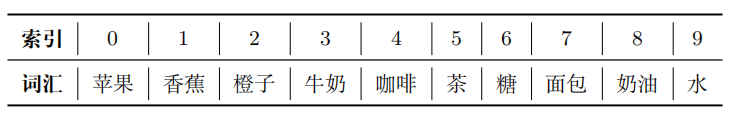 索引 0 1 2 3 4 5 6 7 8 9
词汇 苹果 香蕉 橙子 牛奶 咖啡 茶 糖 面包 奶油 水